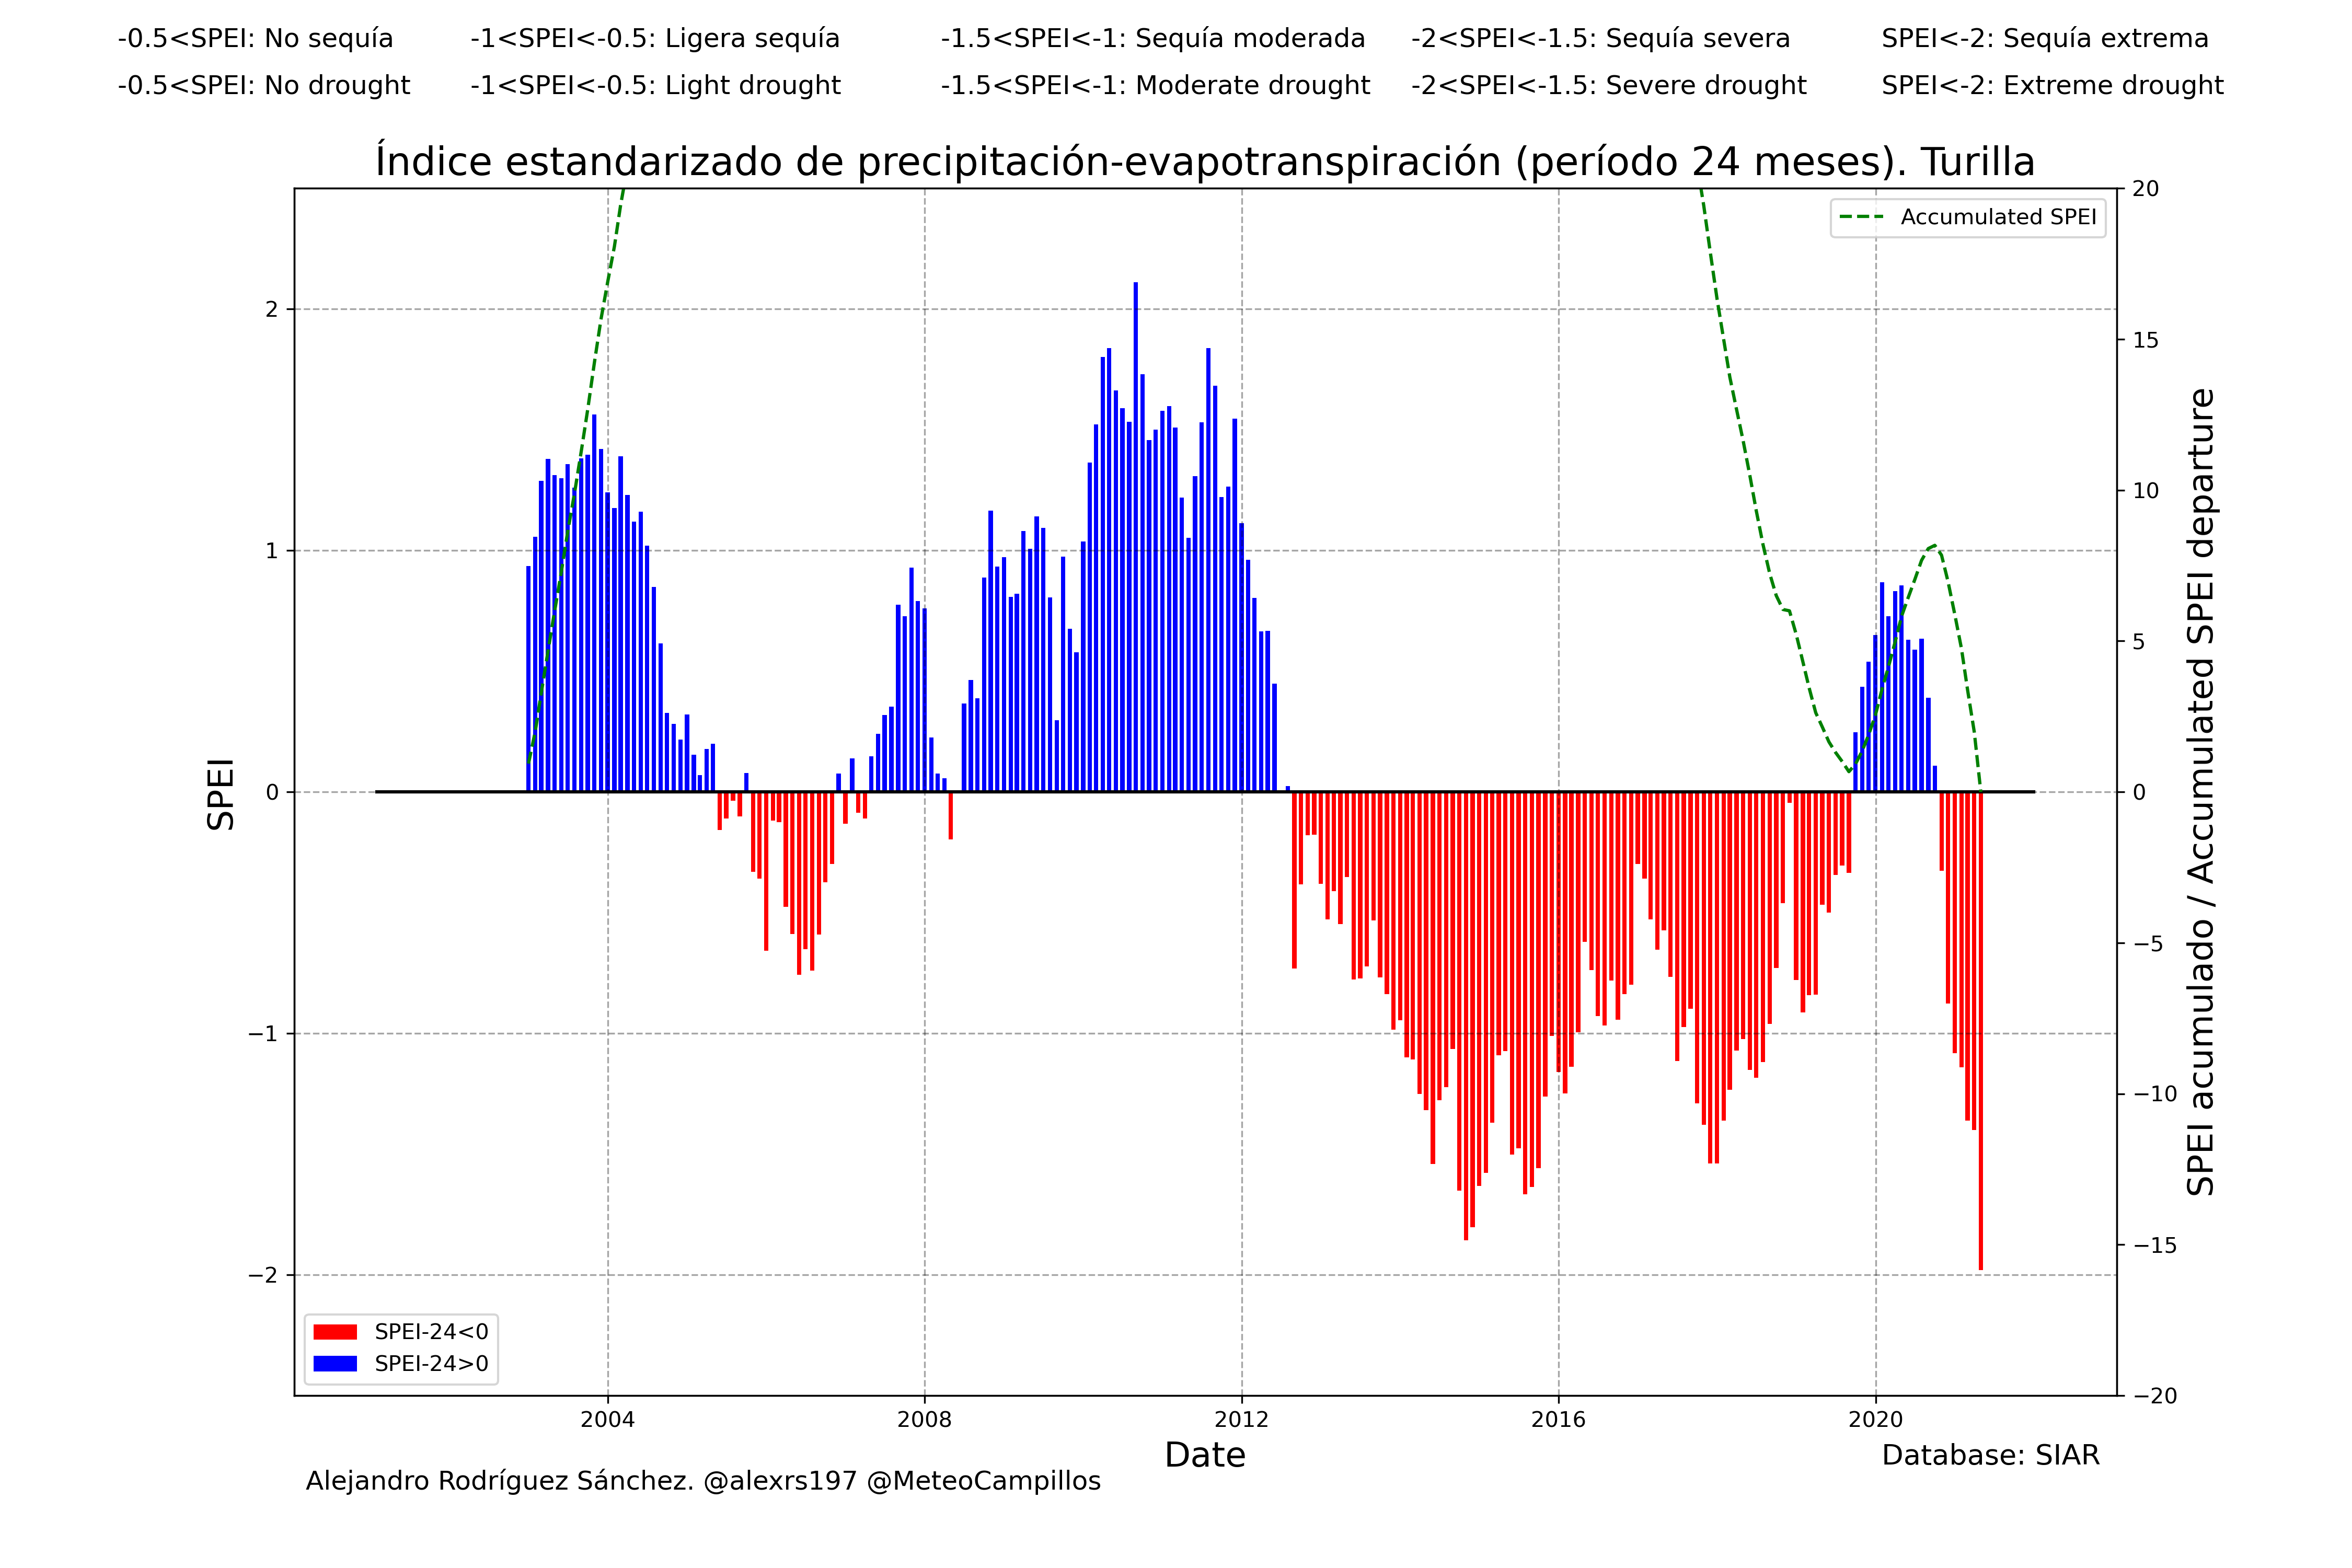 -0.5<SPEI: No sequía -1<SPEI<-0.5: Ligera sequía -1.5<SPEI<-1: Sequía moderada -2<SPEI<-1.5: Sequía severa SPEI<-2: Sequía extrema
-0.5<SPEI: No drought -1<SPEI<-0.5: Light drought -1.5<SPEI<-1: Moderate drought -2<SPEI<-1.5: Severe drought SPEI<-2: Extreme drought
Índice estandarizado de precipitación-evapotranspiración (período 24 meses). Turilla
SPEI
2
1
0
−1
−2
Accumulated SPEI
20
15
10
5
0
−5
−10
−15
−20
SPEI acumulado / Accumulated SPEI departure
SPEI-24<0
SPEI-24>0
2004 2008 2012 2016 2020
Date
Database: SIAR
Alejandro Rodríguez Sánchez. @alexrs197 @MeteoCampillos